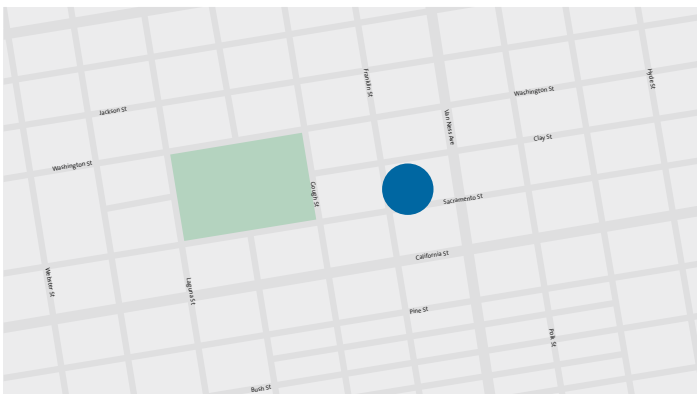 Franklin St
Hyde St
Washington St
Jackson St
Van Ness Ave
Clay St
Washington St
Gough St
Sacramento St
California St
Webster St
Laguna St
Pine St
Polk St
Bush St